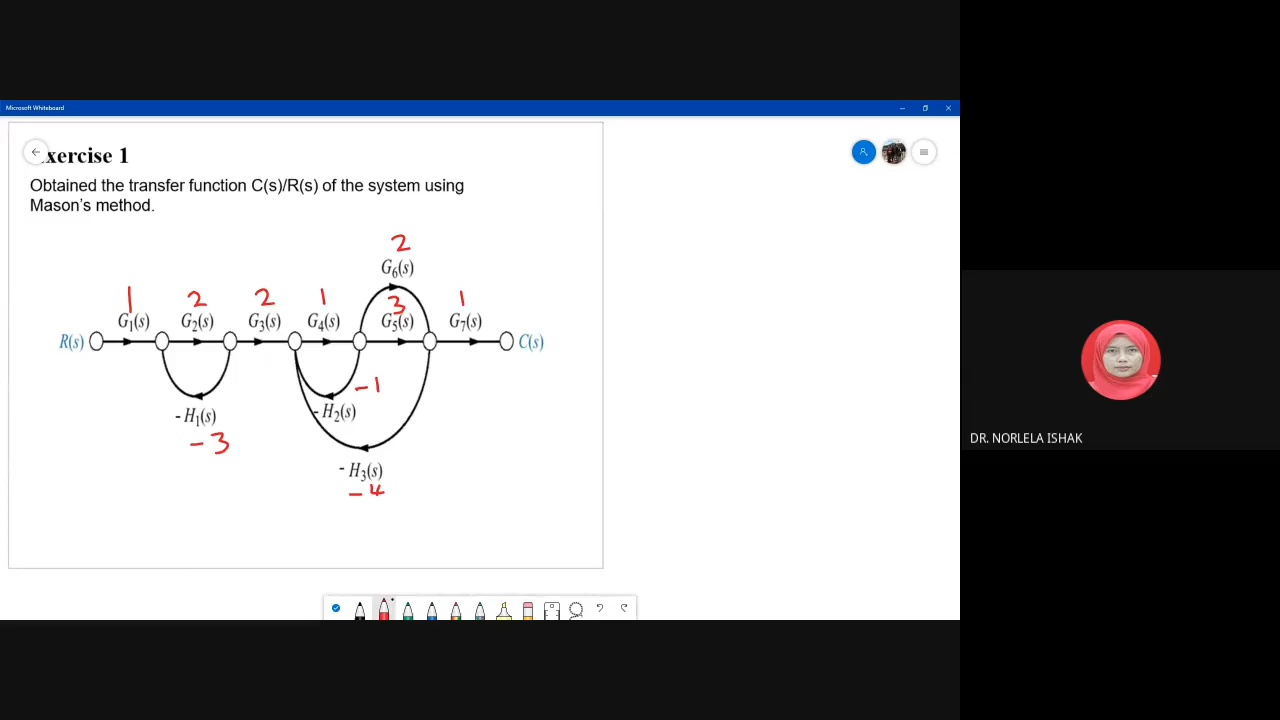 Microsoft Whiteboard
xercise 1
Obtained the transfer function C(s)/R(s) of the system using
Mason's method.
2
G6(s)
1 2 2 1 3 1
G1(s) G2(s) G3(s) G4(s) G5(s) G7(s)
R(s) C(s)
-1
- H1(s) - H2(s)
-3
- H3(s)
-4
DR. NORLELA ISHAK